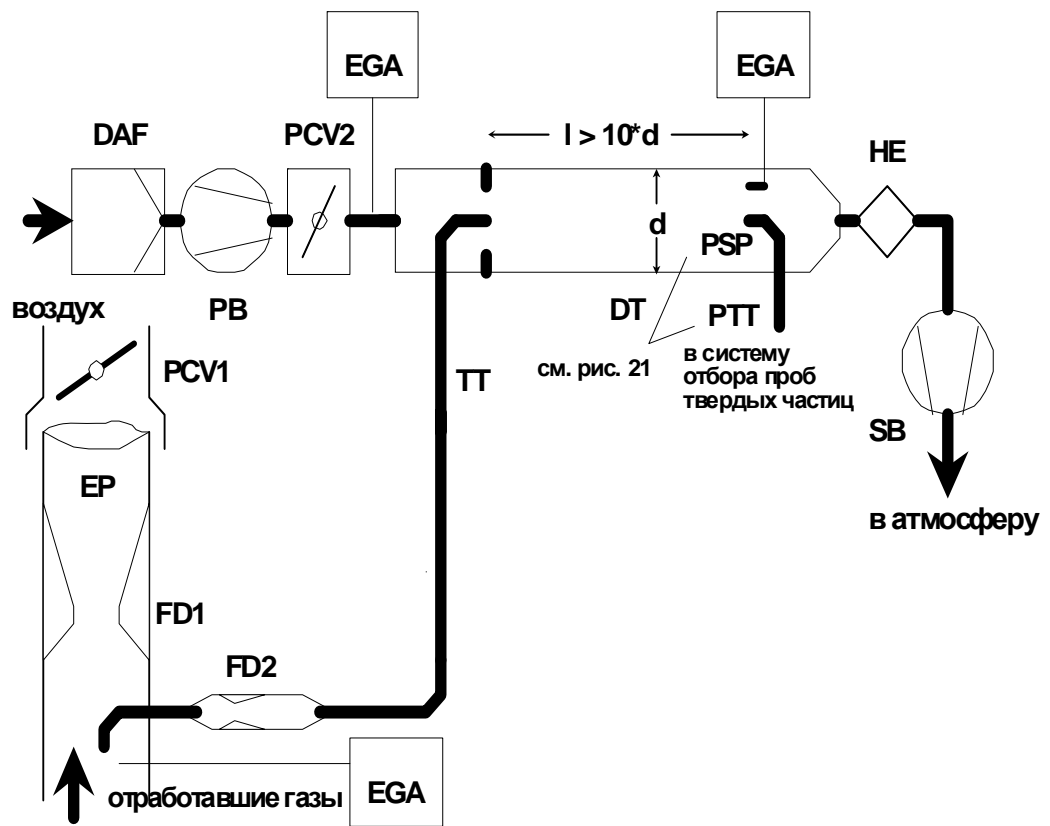 EGA
EGA
DAF
PCV2
l > 10*d
HE
d
PSP
воздух
PB
DT
PTT
PCV1
TT
см. рис. 21
в систему
отбора проб
твердых частиц
SB
EP
в атмосферу
FD1
FD2
отработавшие газы
EGA